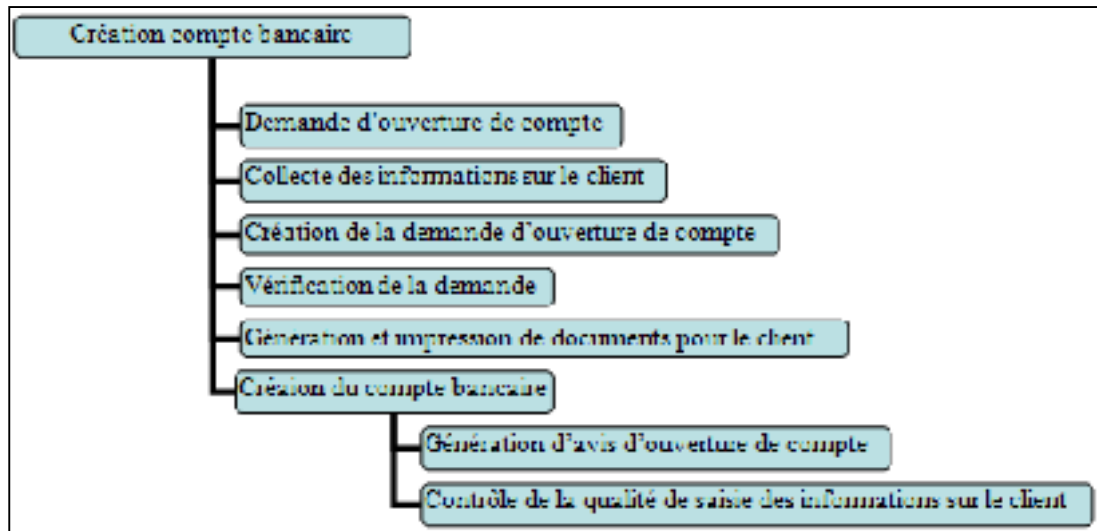 Création compte bancaire
Demande d'ouverture de compte
Collecte des informations sur le client
Création de la demande d'ouverture de compte
Vérification de la demande
Génération et impression de documents pour le client
Créaion du compte bancaire
Génération d'avis d'ouverture de compte
Contrôle de la qualité de saisie des informations sur le client